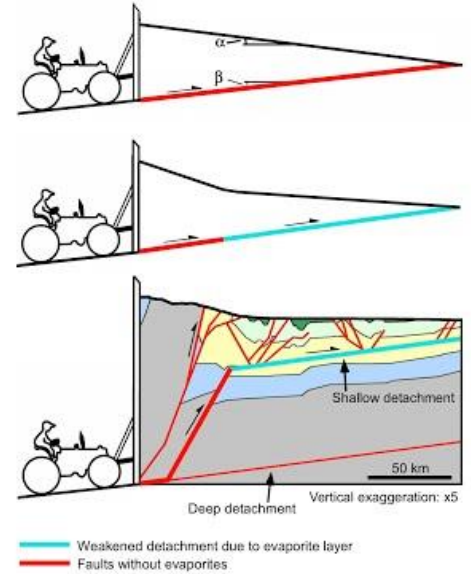 α
β
Shallow detachment
50 km
Deep detachment
Vertical exaggeration: x5
Weakened detachment due to evaporite layer
Faults without evaporites